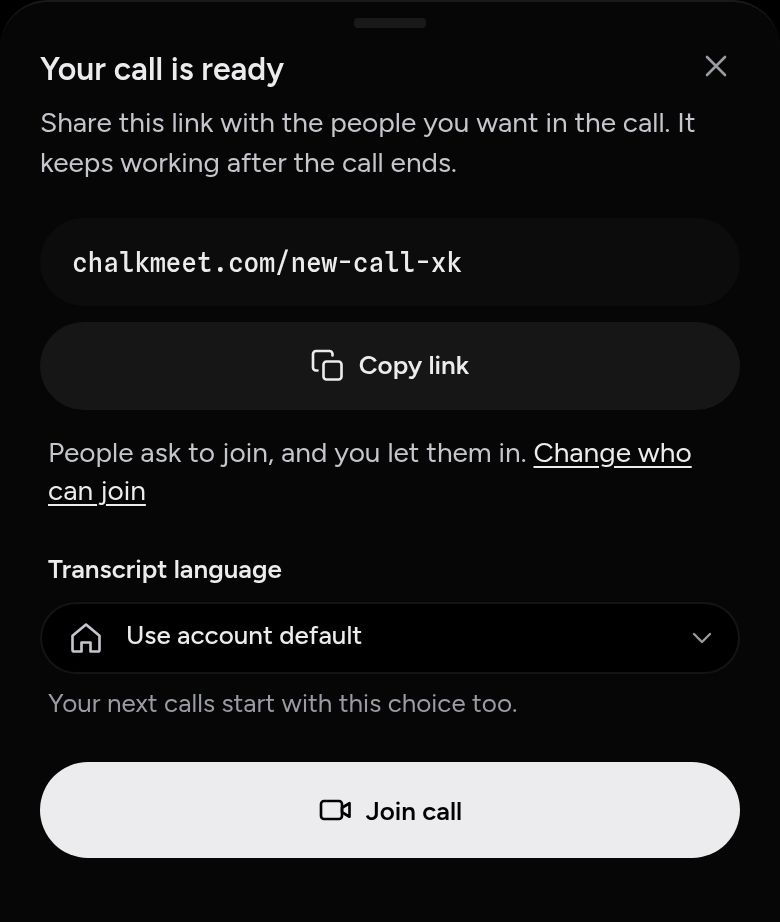 Your call is ready
Share this link with the people you want in the call. It
keeps working after the call ends.
chalkmeet.com/new-call-xk
Copy link
People ask to join, and you let them in. Change who
can join
Transcript language
Use account default
Your next calls start with this choice too.
Join call